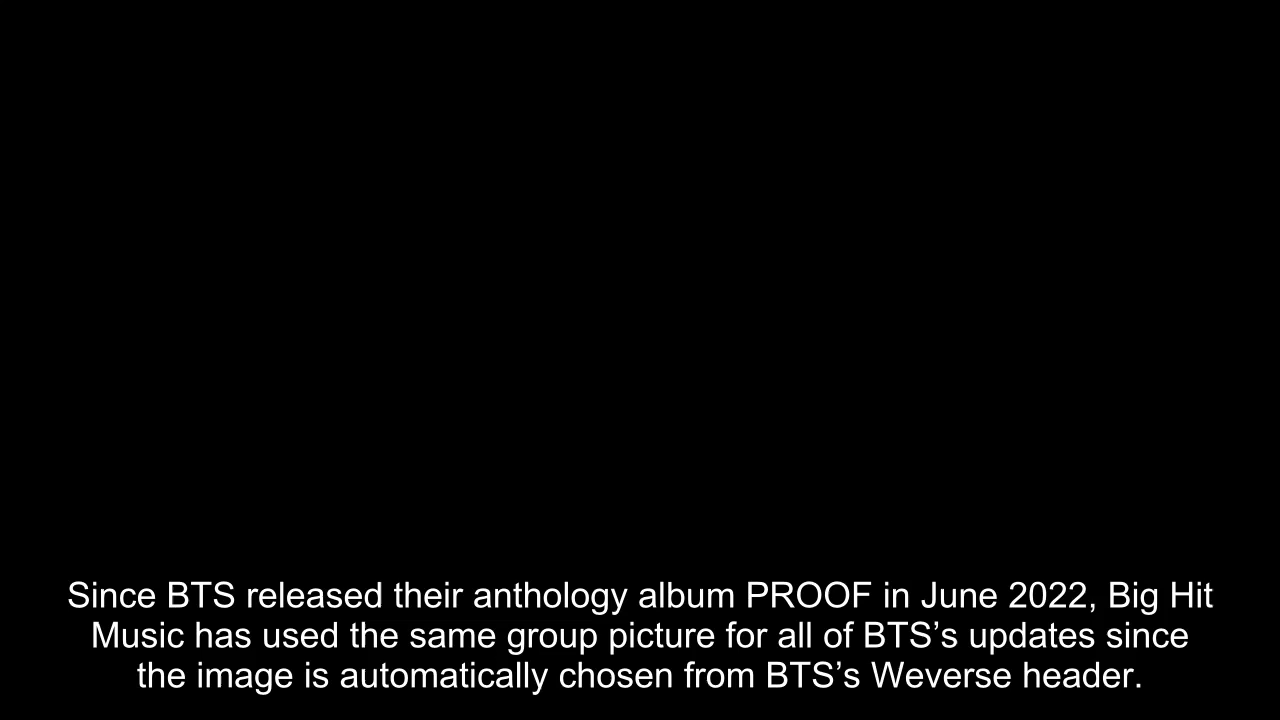 Since BTS released their anthology album PROOF in June 2022, Big Hit
Music has used the same group picture for all of BTS’s updates since
the image is automatically chosen from BTS’s Weverse header.